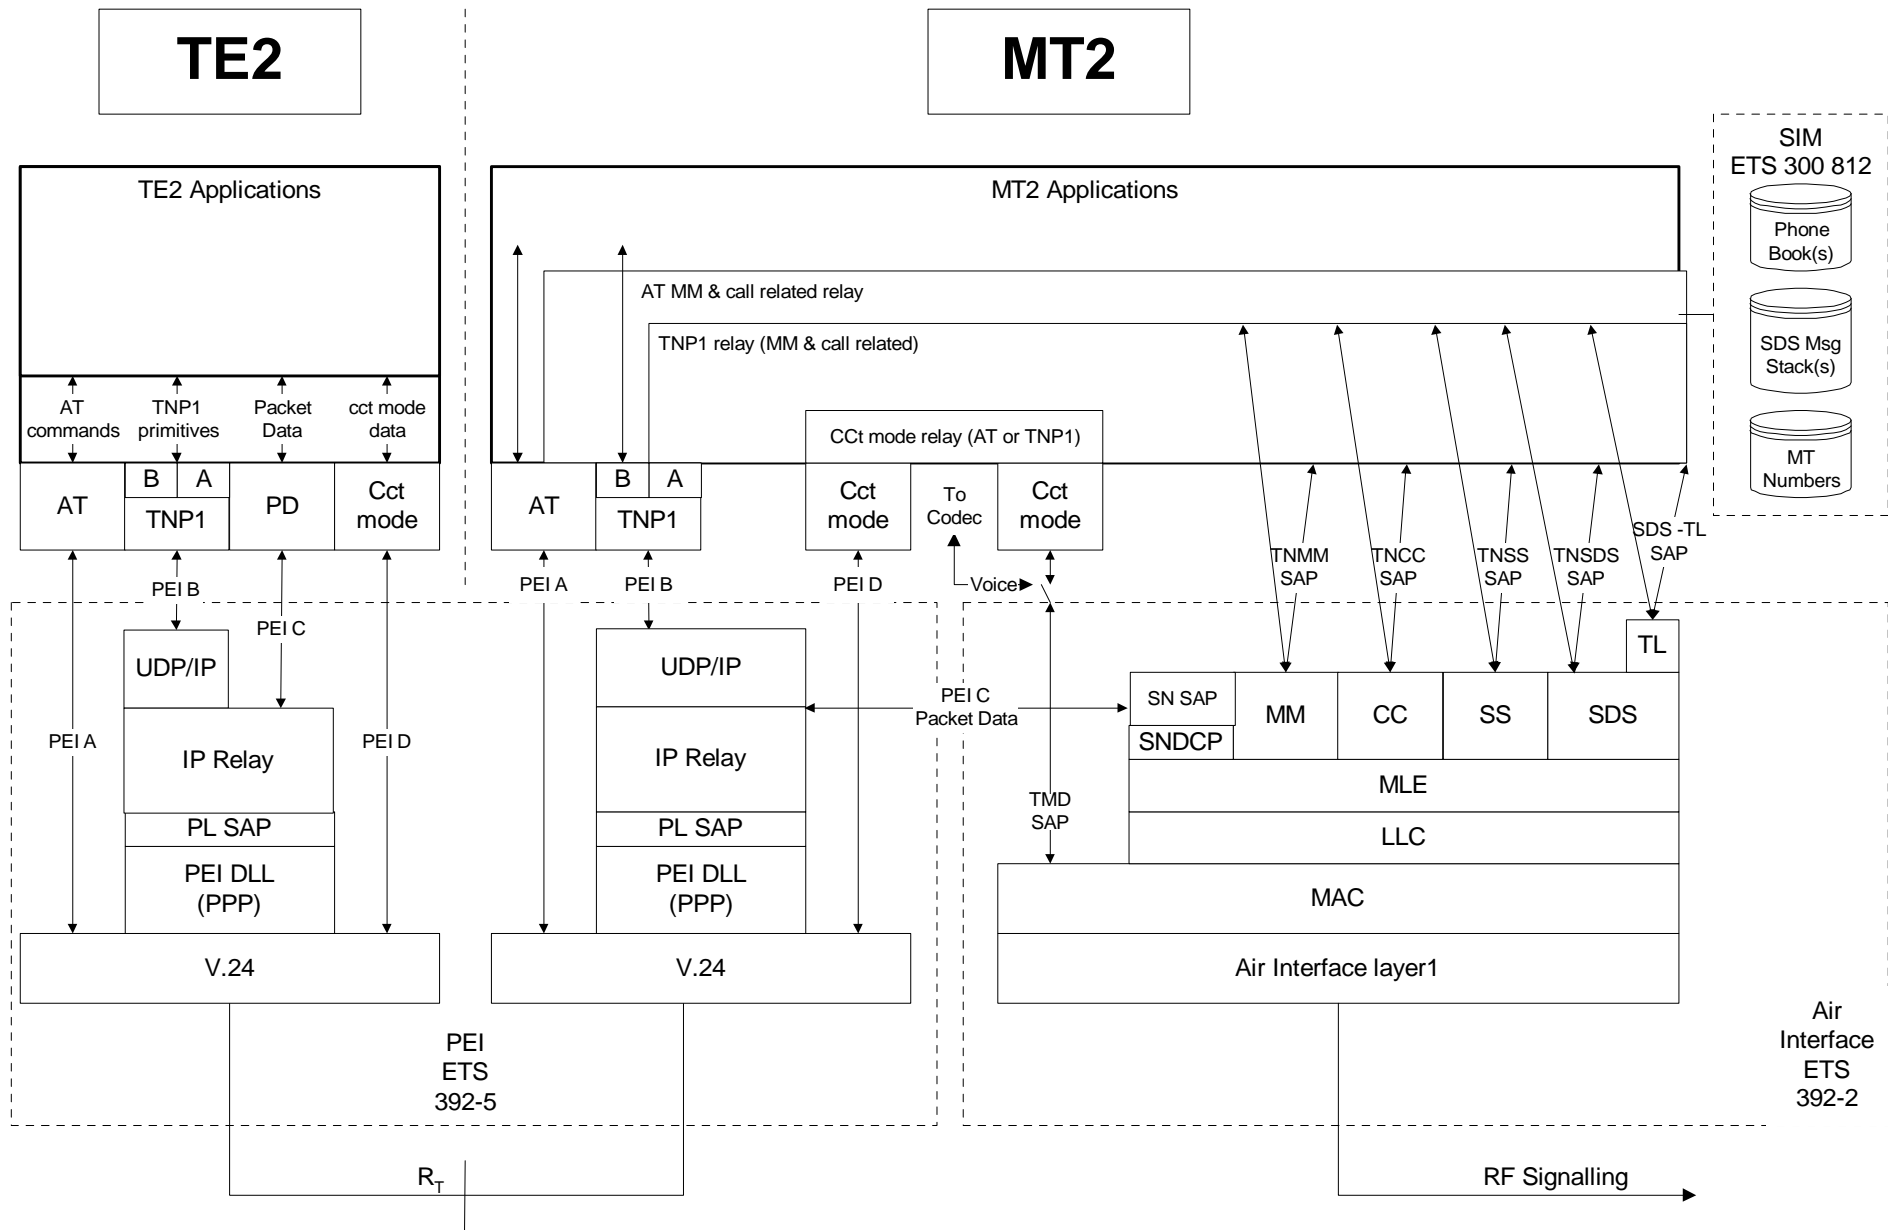 TE2
MT2
SIM
ETS 300 812
Phone
Book(s)
SDS Msg
Stack(s)
MT
Numbers
TE2 Applications
AT
commands
TNP1
primitives
Packet
Data
cct mode
data
AT
B
A
TNP1
PD
Cct
mode
MT2 Applications
AT MM & call related relay
TNP1 relay (MM & call related)
CCt mode relay (AT or TNP1)
AT
B
A
TNP1
Cct
mode
To
Codec
Cct
mode
Voice
TNMM
SAP
TNCC
SAP
TNSS
SAP
TNSDS
SAP
SDS -TL
SAP
PEI A
PEI B
PEI C
PEI D
UDP/IP
IP Relay
PL SAP
PEI DLL
(PPP)
V.24
PEI A
PEI B
PEI D
UDP/IP
IP Relay
PL SAP
PEI DLL
(PPP)
V.24
PEI C
Packet Data
TMD
SAP
TL
SN SAP
SNDCP
MM
CC
SS
SDS
MLE
LLC
MAC
Air Interface layer1
PEI
ETS
392-5
Air
Interface
ETS
392-2
RT
RF Signalling